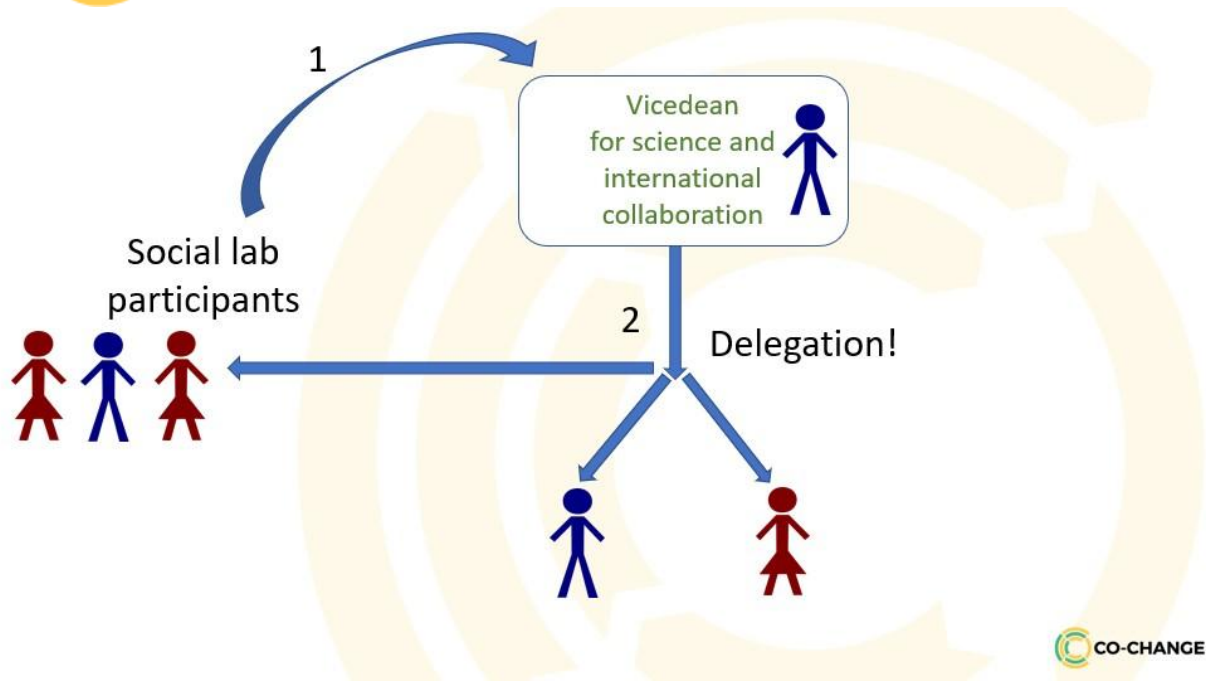 1
Vicedean
for science and
international
collaboration
Social lab
participants
2
Delegation!
CO-CHANGE